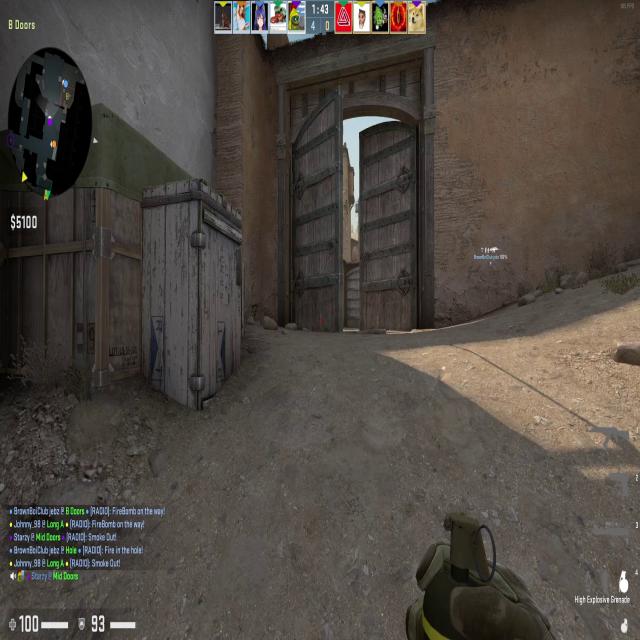 B Doors
1:43
4 0
$5100
BrownBoiClub jebz @ B Doors ● [RADIO]: FireBomb on the way!
Johnny_98 @ Long A ● [RADIO]: FireBomb on the way!
Starzy @ Mid Doors ● [RADIO]: Smoke Out!
BrownBoiClub jebz @ Hole ● [RADIO]: Fire in the hole!
Johnny_98 @ Long A ● [RADIO]: Smoke Out!
Starzy @ Mid Doors
High Explosive Grenade
100
93